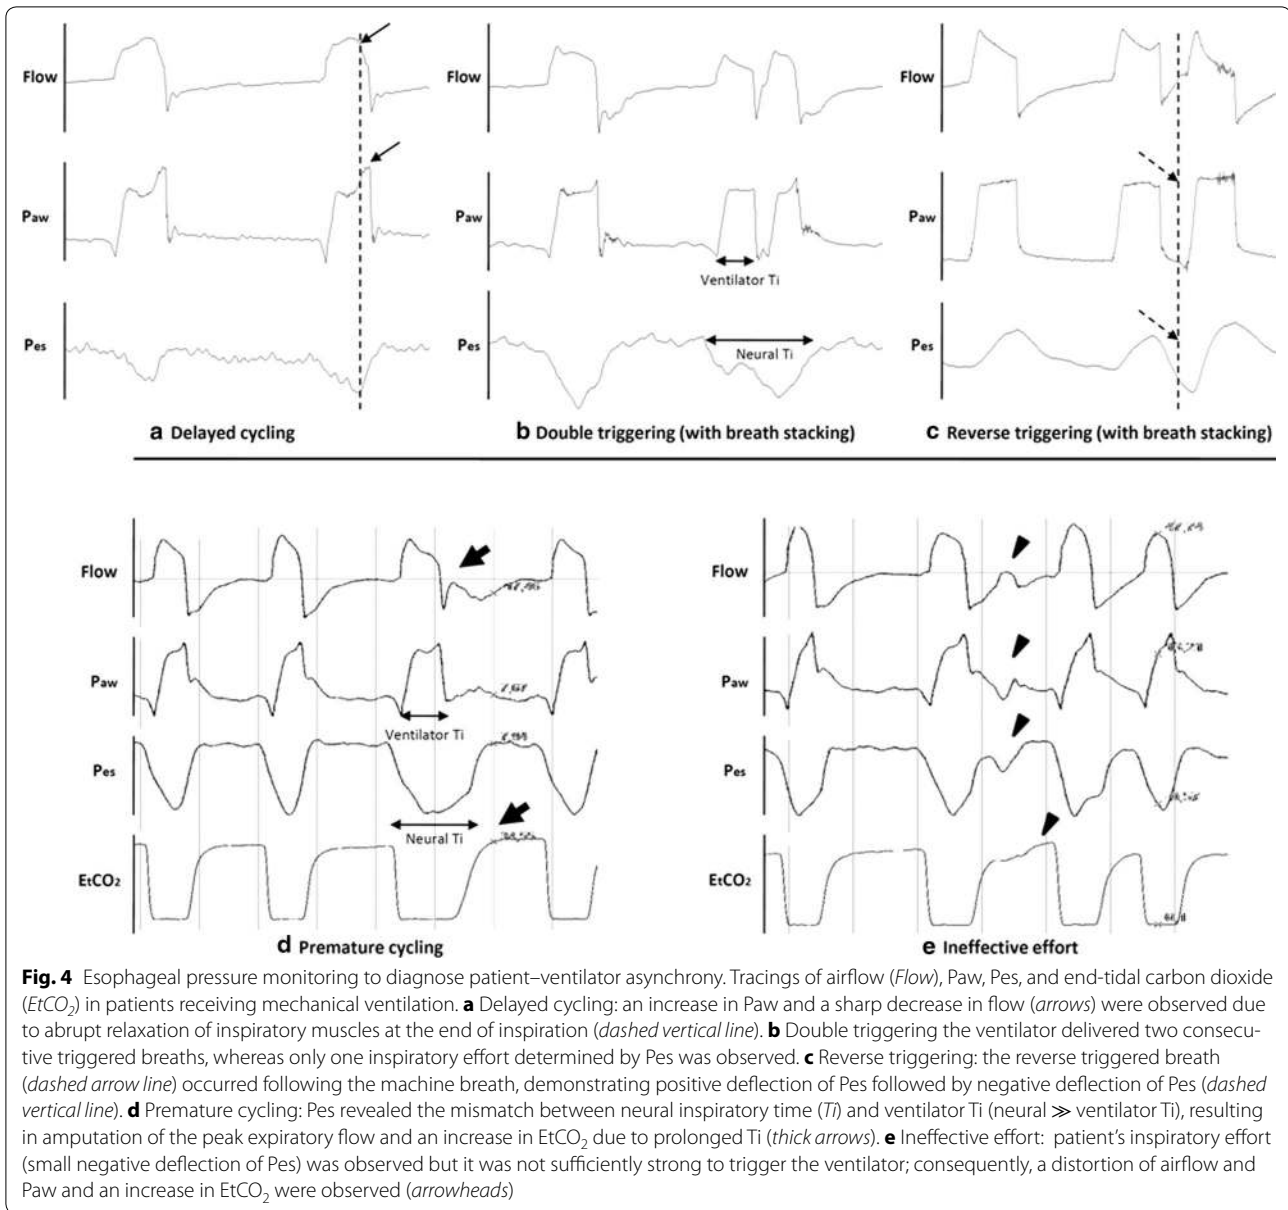 Flow
Flow
Flow
Paw
Paw
Paw
Ventilator Ti
Pes
Pes
Pes
Neural Ti
a Delayed cycling
b Double triggering (with breath stacking)
c Reverse triggering (with breath stacking)
Flow
Flow
Paw
Paw
Ventilator Ti
Pes
Pes
Neural Ti
EtCO2
EtCO2
d Premature cycling
e Ineffective effort
Fig. 4 Esophageal pressure monitoring to diagnose patient–ventilator asynchrony. Tracings of airflow (Flow), Paw, Pes, and end-tidal carbon dioxide
(EtCO2) in patients receiving mechanical ventilation. a Delayed cycling: an increase in Paw and a sharp decrease in flow (arrows) were observed due
to abrupt relaxation of inspiratory muscles at the end of inspiration (dashed vertical line). b Double triggering the ventilator delivered two consecu-
tive triggered breaths, whereas only one inspiratory effort determined by Pes was observed. c Reverse triggering: the reverse triggered breath
(dashed arrow line) occurred following the machine breath, demonstrating positive deflection of Pes followed by negative deflection of Pes (dashed
vertical line). d Premature cycling: Pes revealed the mismatch between neural inspiratory time (Ti) and ventilator Ti (neural ≫ ventilator Ti), resulting
in amputation of the peak expiratory flow and an increase in EtCO2 due to prolonged Ti (thick arrows). e Ineffective effort: patient's inspiratory effort
(small negative deflection of Pes) was observed but it was not sufficiently strong to trigger the ventilator; consequently, a distortion of airflow and
Paw and an increase in EtCO2 were observed (arrowheads)